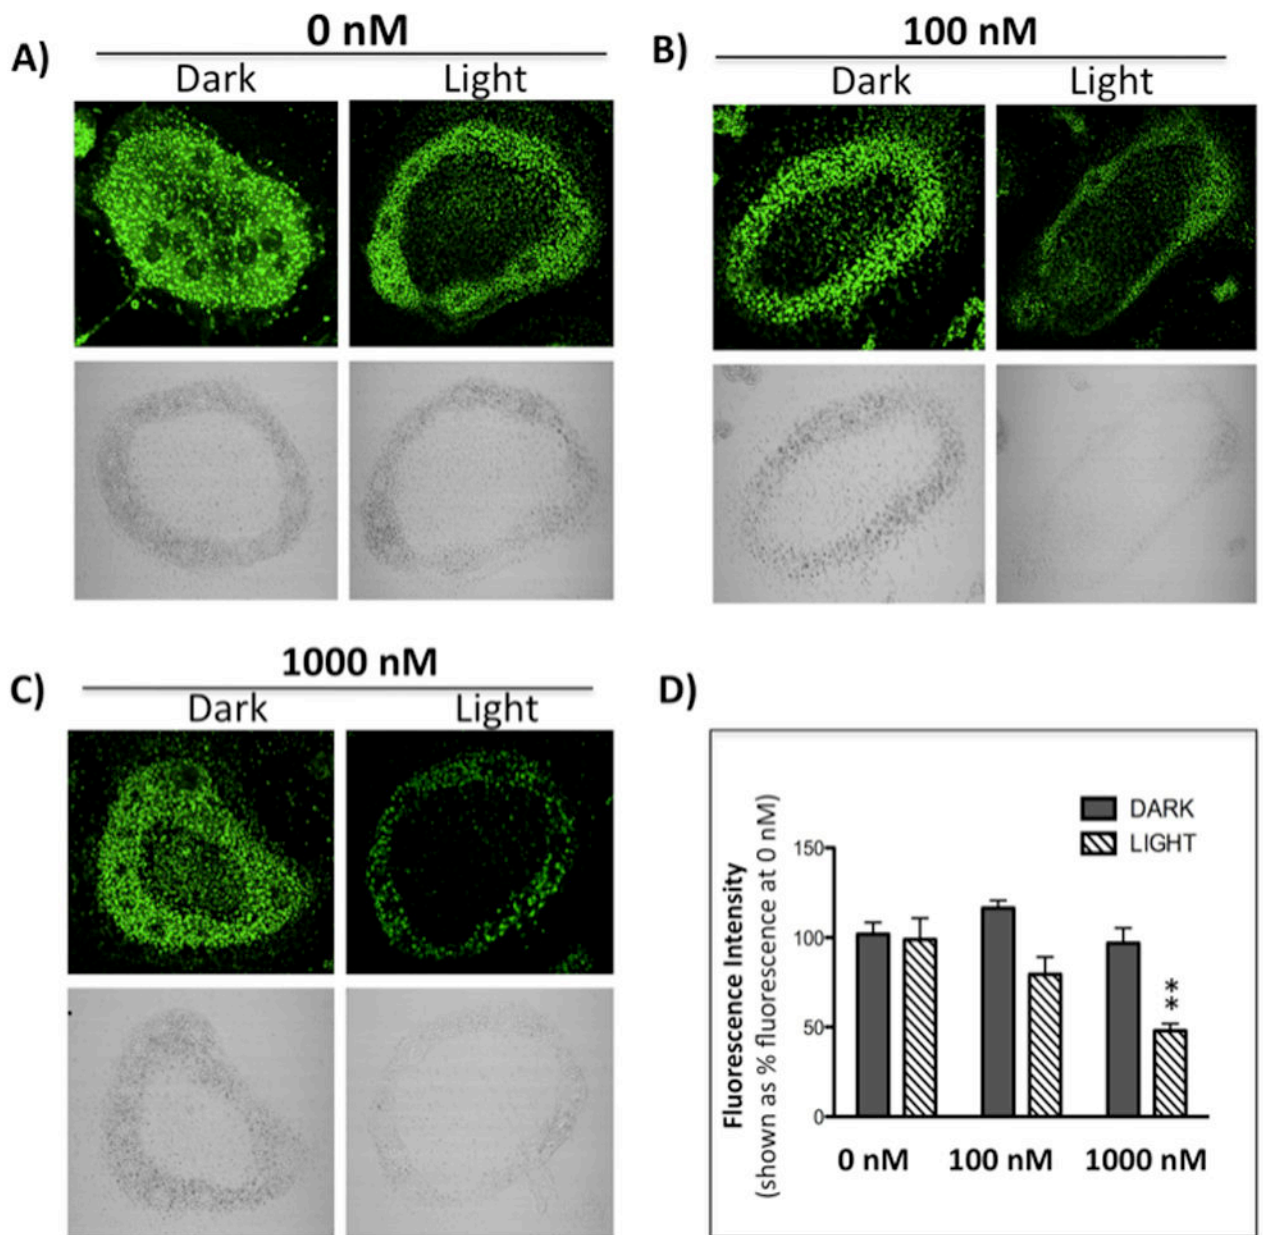 A)
0 nM
Dark Light
B)
100 nM
Dark Light
C)
1000 nM
Dark Light
D)
Fluorescence Intensity
(shown as % fluorescence at 0 nM)
DARK
LIGHT
150
100
50
0
**
0 nM 100 nM 1000 nM